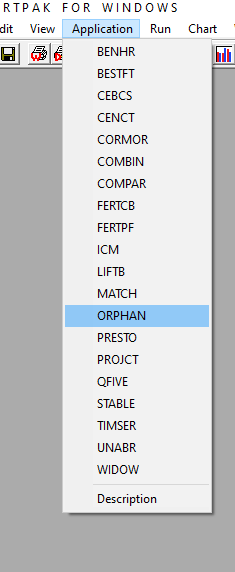 RTPAK FOR WINDOWS
dit View Application Run Chart
BENHR
BESTFT
CEBCS
CENCT
CORMOR
COMBIN
COMPAR
FERTCB
FERTPF
ICM
LIFTB
MATCH
ORPHAN
PRESTO
PROJCT
QFIVE
STABLE
TIMSER
UNABR
WIDOW
Description